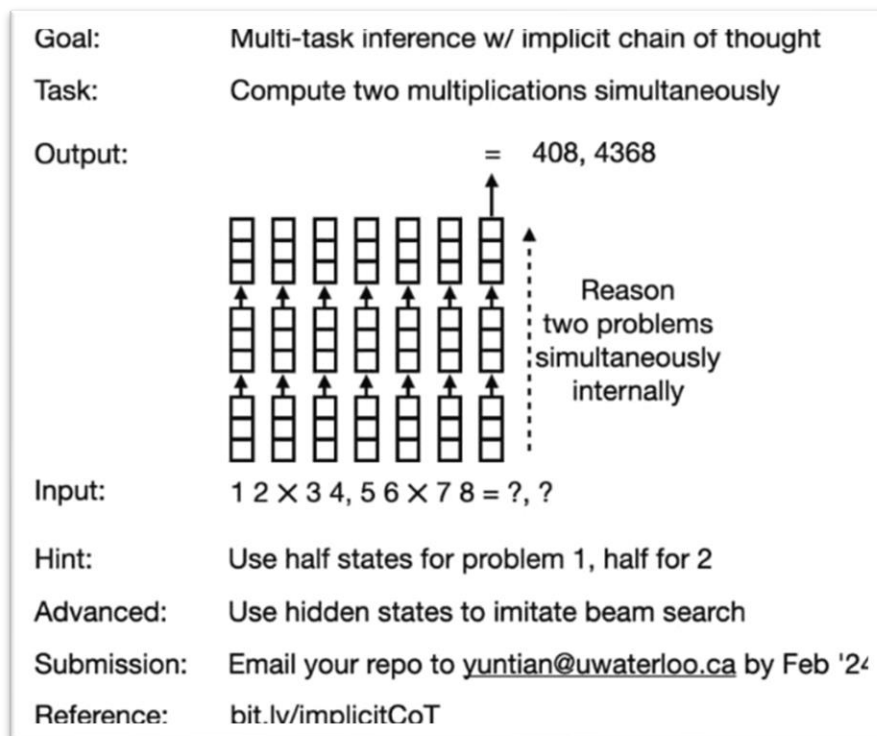 Goal: Multi-task inference w/ implicit chain of thought
Task: Compute two multiplications simultaneously
Output: = 408, 4368
Reason
two problems
simultaneously
internally
Input: 1 2 × 3 4, 5 6 × 7 8 = ?, ?
Hint: Use half states for problem 1, half for 2
Advanced: Use hidden states to imitate beam search
Submission: Email your repo to yuntian@uwaterloo.ca by Feb '24
Reference: bit.ly/implicitCoT